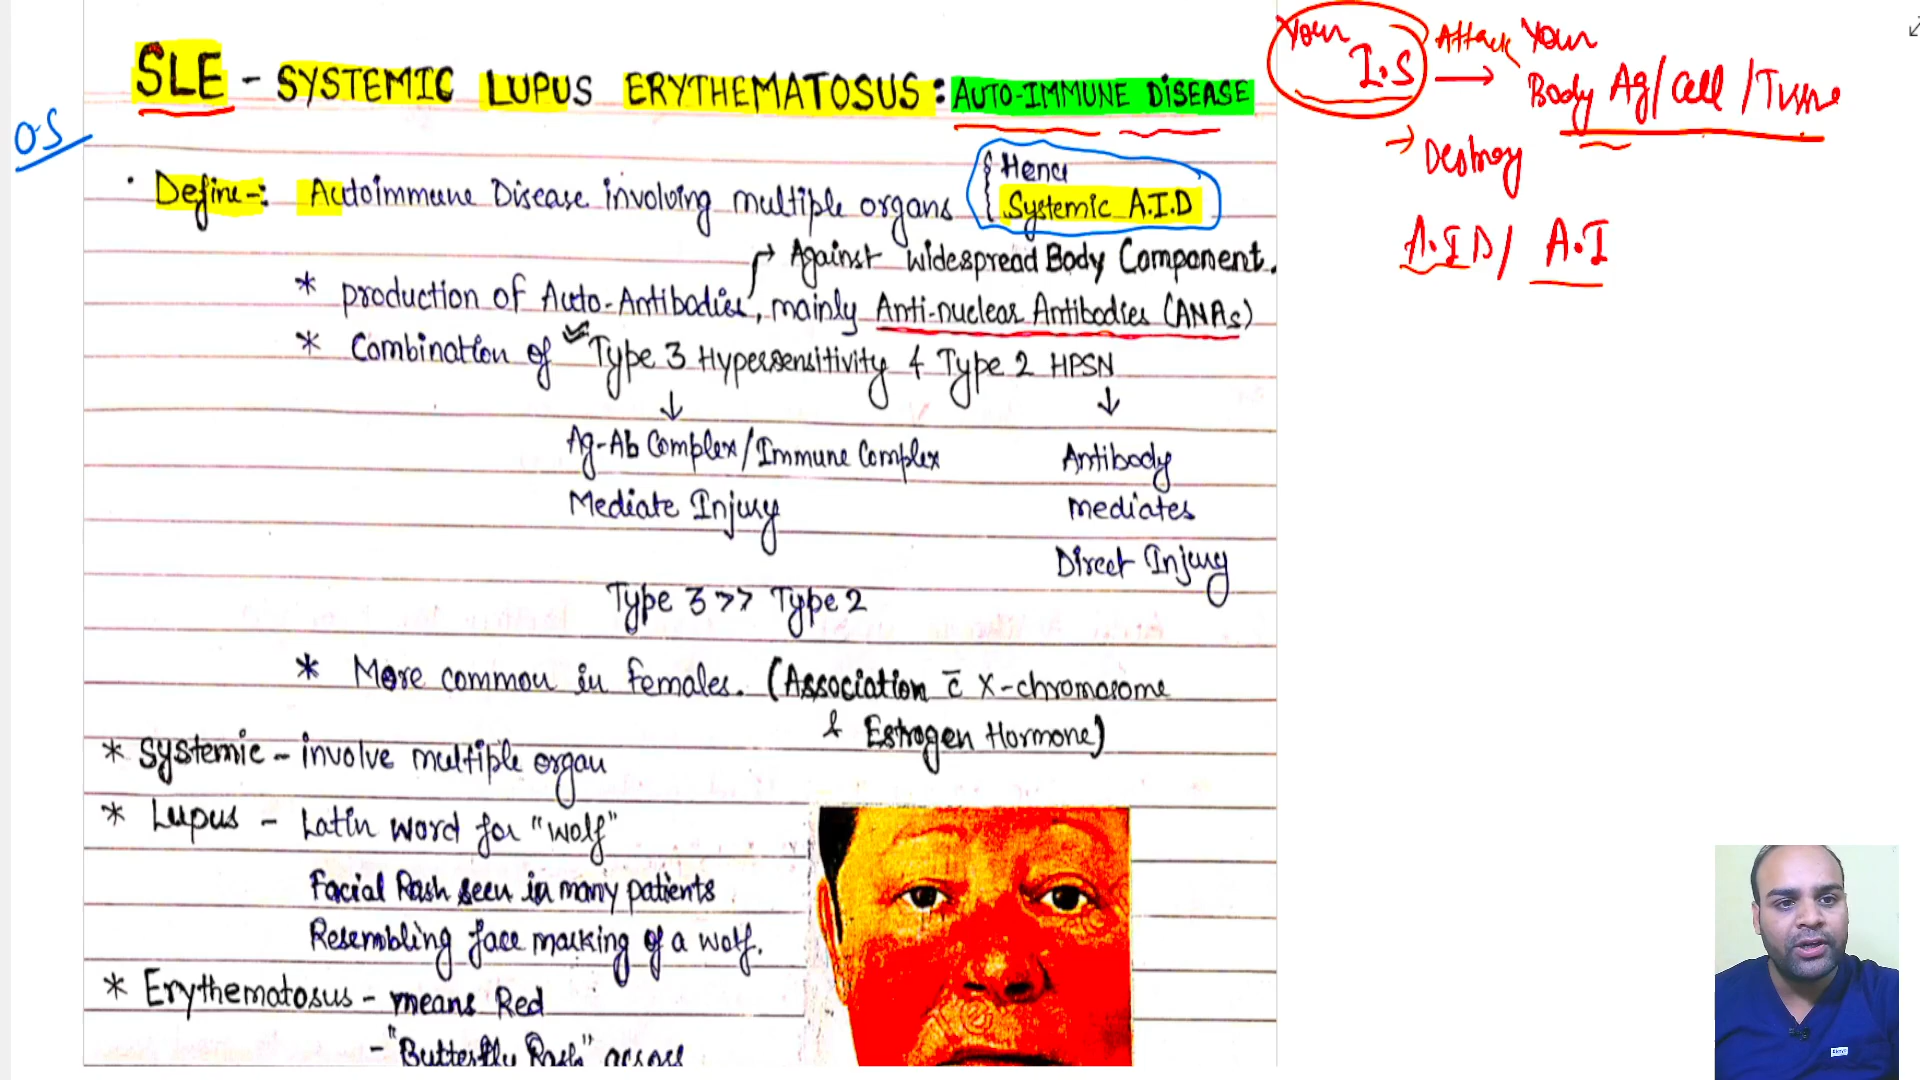 SLE - SYSTEMIC LUPUS ERYTHEMATOSUS : AUTO-IMMUNE DISEASE
O·S
• Define-: Autoimmune Disease involving multiple organs
{ Hence
Systemic A.I.D
→ Against widespread Body Component.
* production of Auto-Antibodies, mainly Anti-nuclear Antibodies (ANAs)
* Combination of Type 3 Hypersensitivity & Type 2 HPSN
↓ ↓
Ag-Ab Complex/Immune Complex Antibody
Mediate Injury mediates
Direct Injury
Type 3 >> Type 2
* More common in females. (Association c̄ X-chromosome
& Estrogen Hormone)
* Systemic - involve multiple organ
* Lupus - Latin word for "wolf"
Facial Rash seen in many patients
Resembling face marking of a wolf.
* Erythematosus - means Red
- "Butterfly Rash" across
Your I.S Attack → Your
Body Ag/Cell/Tissue
→ Destroy
A.I D/ A.I